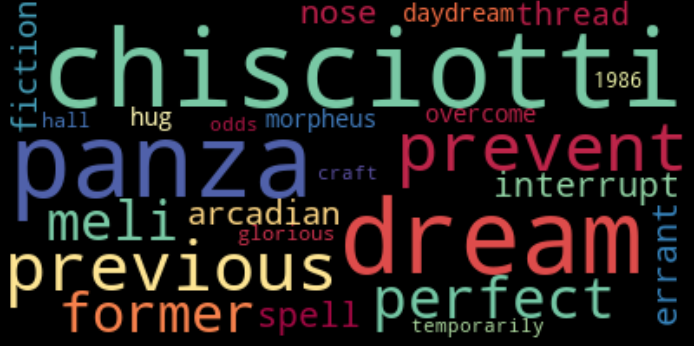 nose daydream thread
fiction
chisciotti
1986
hall hug odds morpheus overcome
panza craft prevent
interrupt
meli arcadian dream errant
glorious
previous
former spell perfect
temporarily